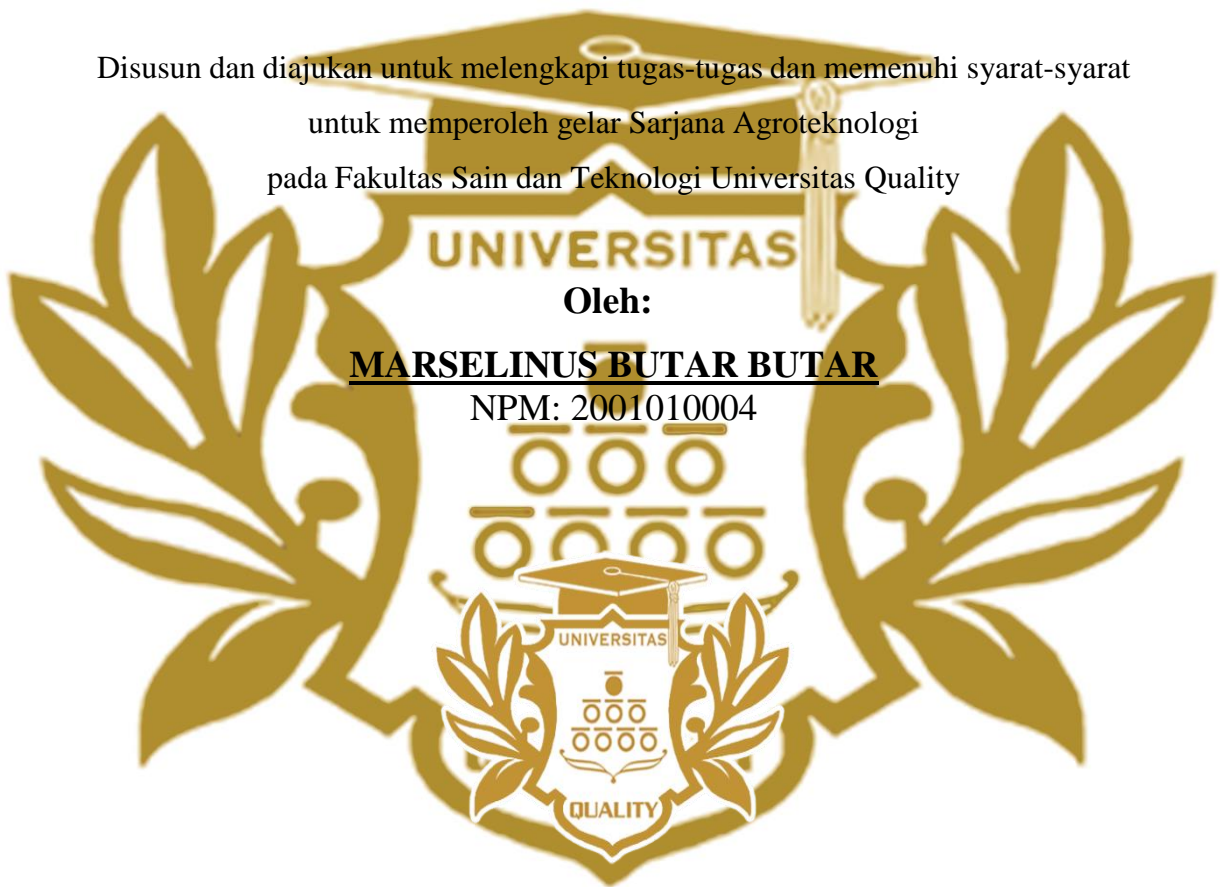 Disusun dan diajukan untuk melengkapi tugas-tugas dan memenuhi syarat-syarat
untuk memperoleh gelar Sarjana Agroteknologi
pada Fakultas Sain dan Teknologi Universitas Quality
UNIVERSITAS
Oleh:
MARSELINUS BUTAR BUTAR
NPM: 2001010004
UNIVERSITAS
QUALITY